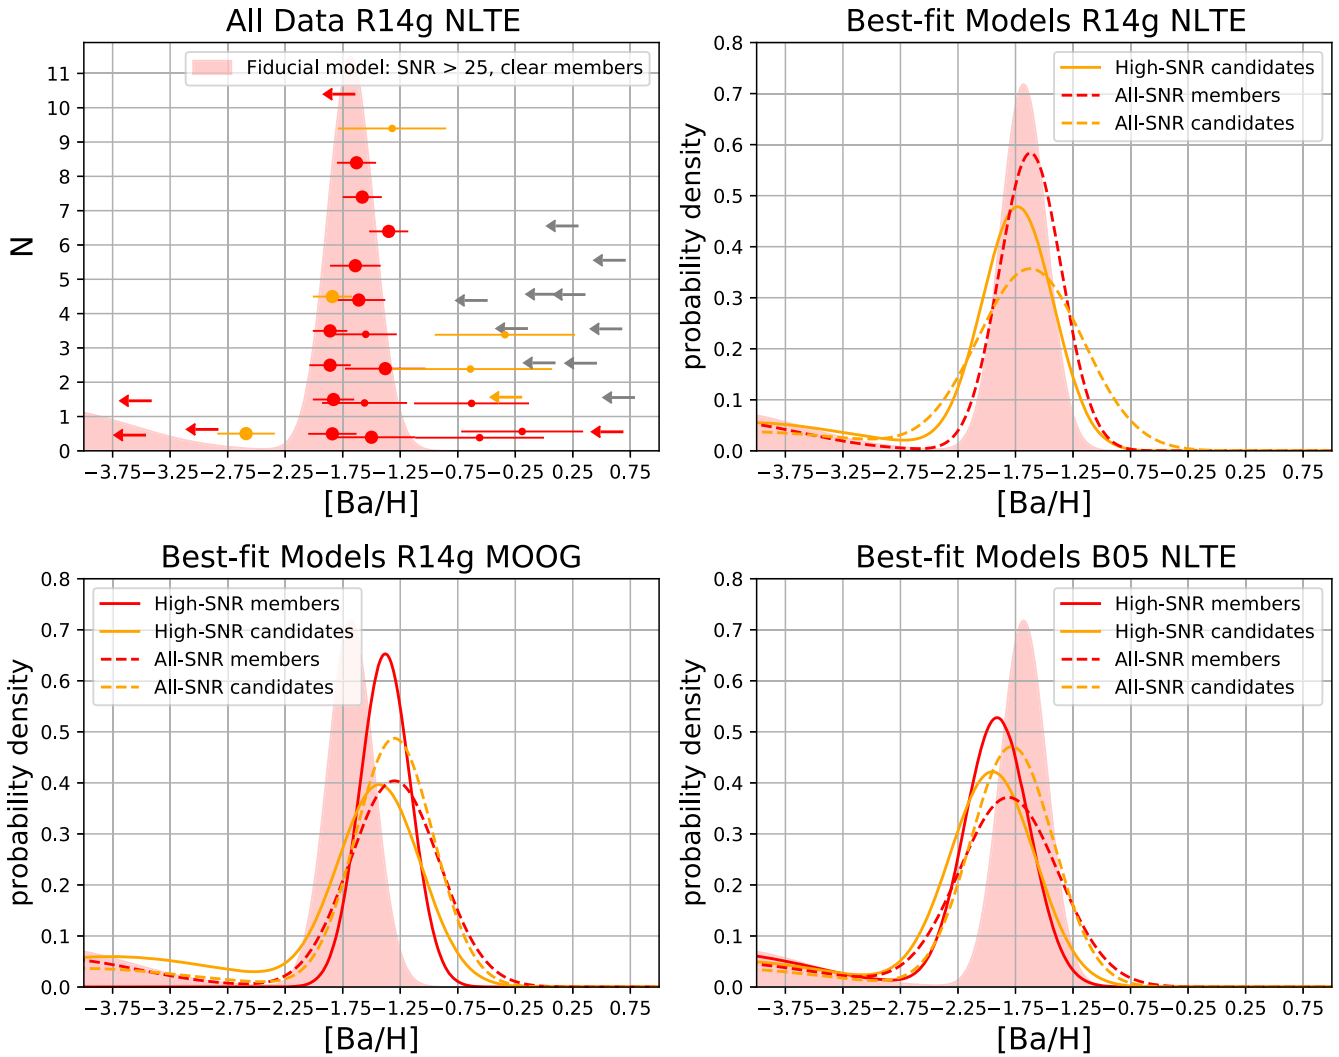 All Data R14g NLTE
Fiducial model: SNR > 25, clear members
N
11
10
9
8
7
6
5
4
3
2
1
0
−3.75 −3.25 −2.75 −2.25 −1.75 −1.25 −0.75 −0.25 0.25 0.75
[Ba/H]
Best-fit Models R14g NLTE
High-SNR candidates
All-SNR members
All-SNR candidates
probability density
0.8
0.7
0.6
0.5
0.4
0.3
0.2
0.1
0.0
−3.75 −3.25 −2.75 −2.25 −1.75 −1.25 −0.75 −0.25 0.25 0.75
[Ba/H]
Best-fit Models R14g MOOG
High-SNR members
High-SNR candidates
All-SNR members
All-SNR candidates
probability density
0.8
0.7
0.6
0.5
0.4
0.3
0.2
0.1
0.0
−3.75 −3.25 −2.75 −2.25 −1.75 −1.25 −0.75 −0.25 0.25 0.75
[Ba/H]
Best-fit Models B05 NLTE
High-SNR members
High-SNR candidates
All-SNR members
All-SNR candidates
probability density
0.8
0.7
0.6
0.5
0.4
0.3
0.2
0.1
0.0
−3.75 −3.25 −2.75 −2.25 −1.75 −1.25 −0.75 −0.25 0.25 0.75
[Ba/H]